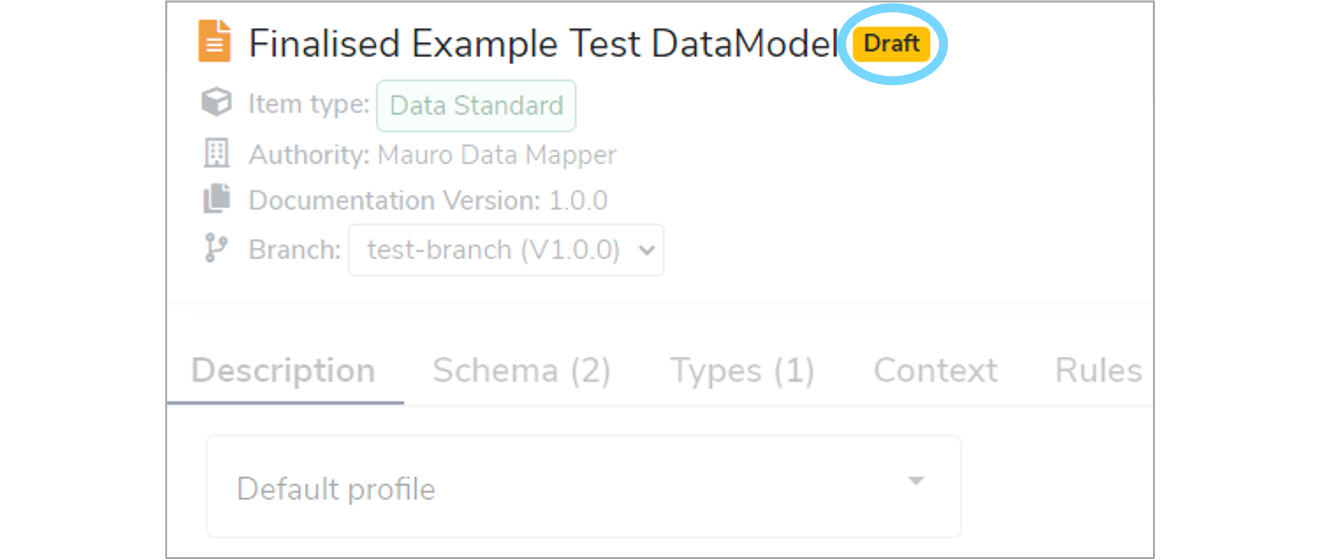 Finalised Example Test DataModel Draft
Item type: Data Standard
Authority: Mauro Data Mapper
Documentation Version: 1.0.0
Branch: test-branch (V1.0.0)
Description Schema (2) Types (1) Context Rules
Default profile